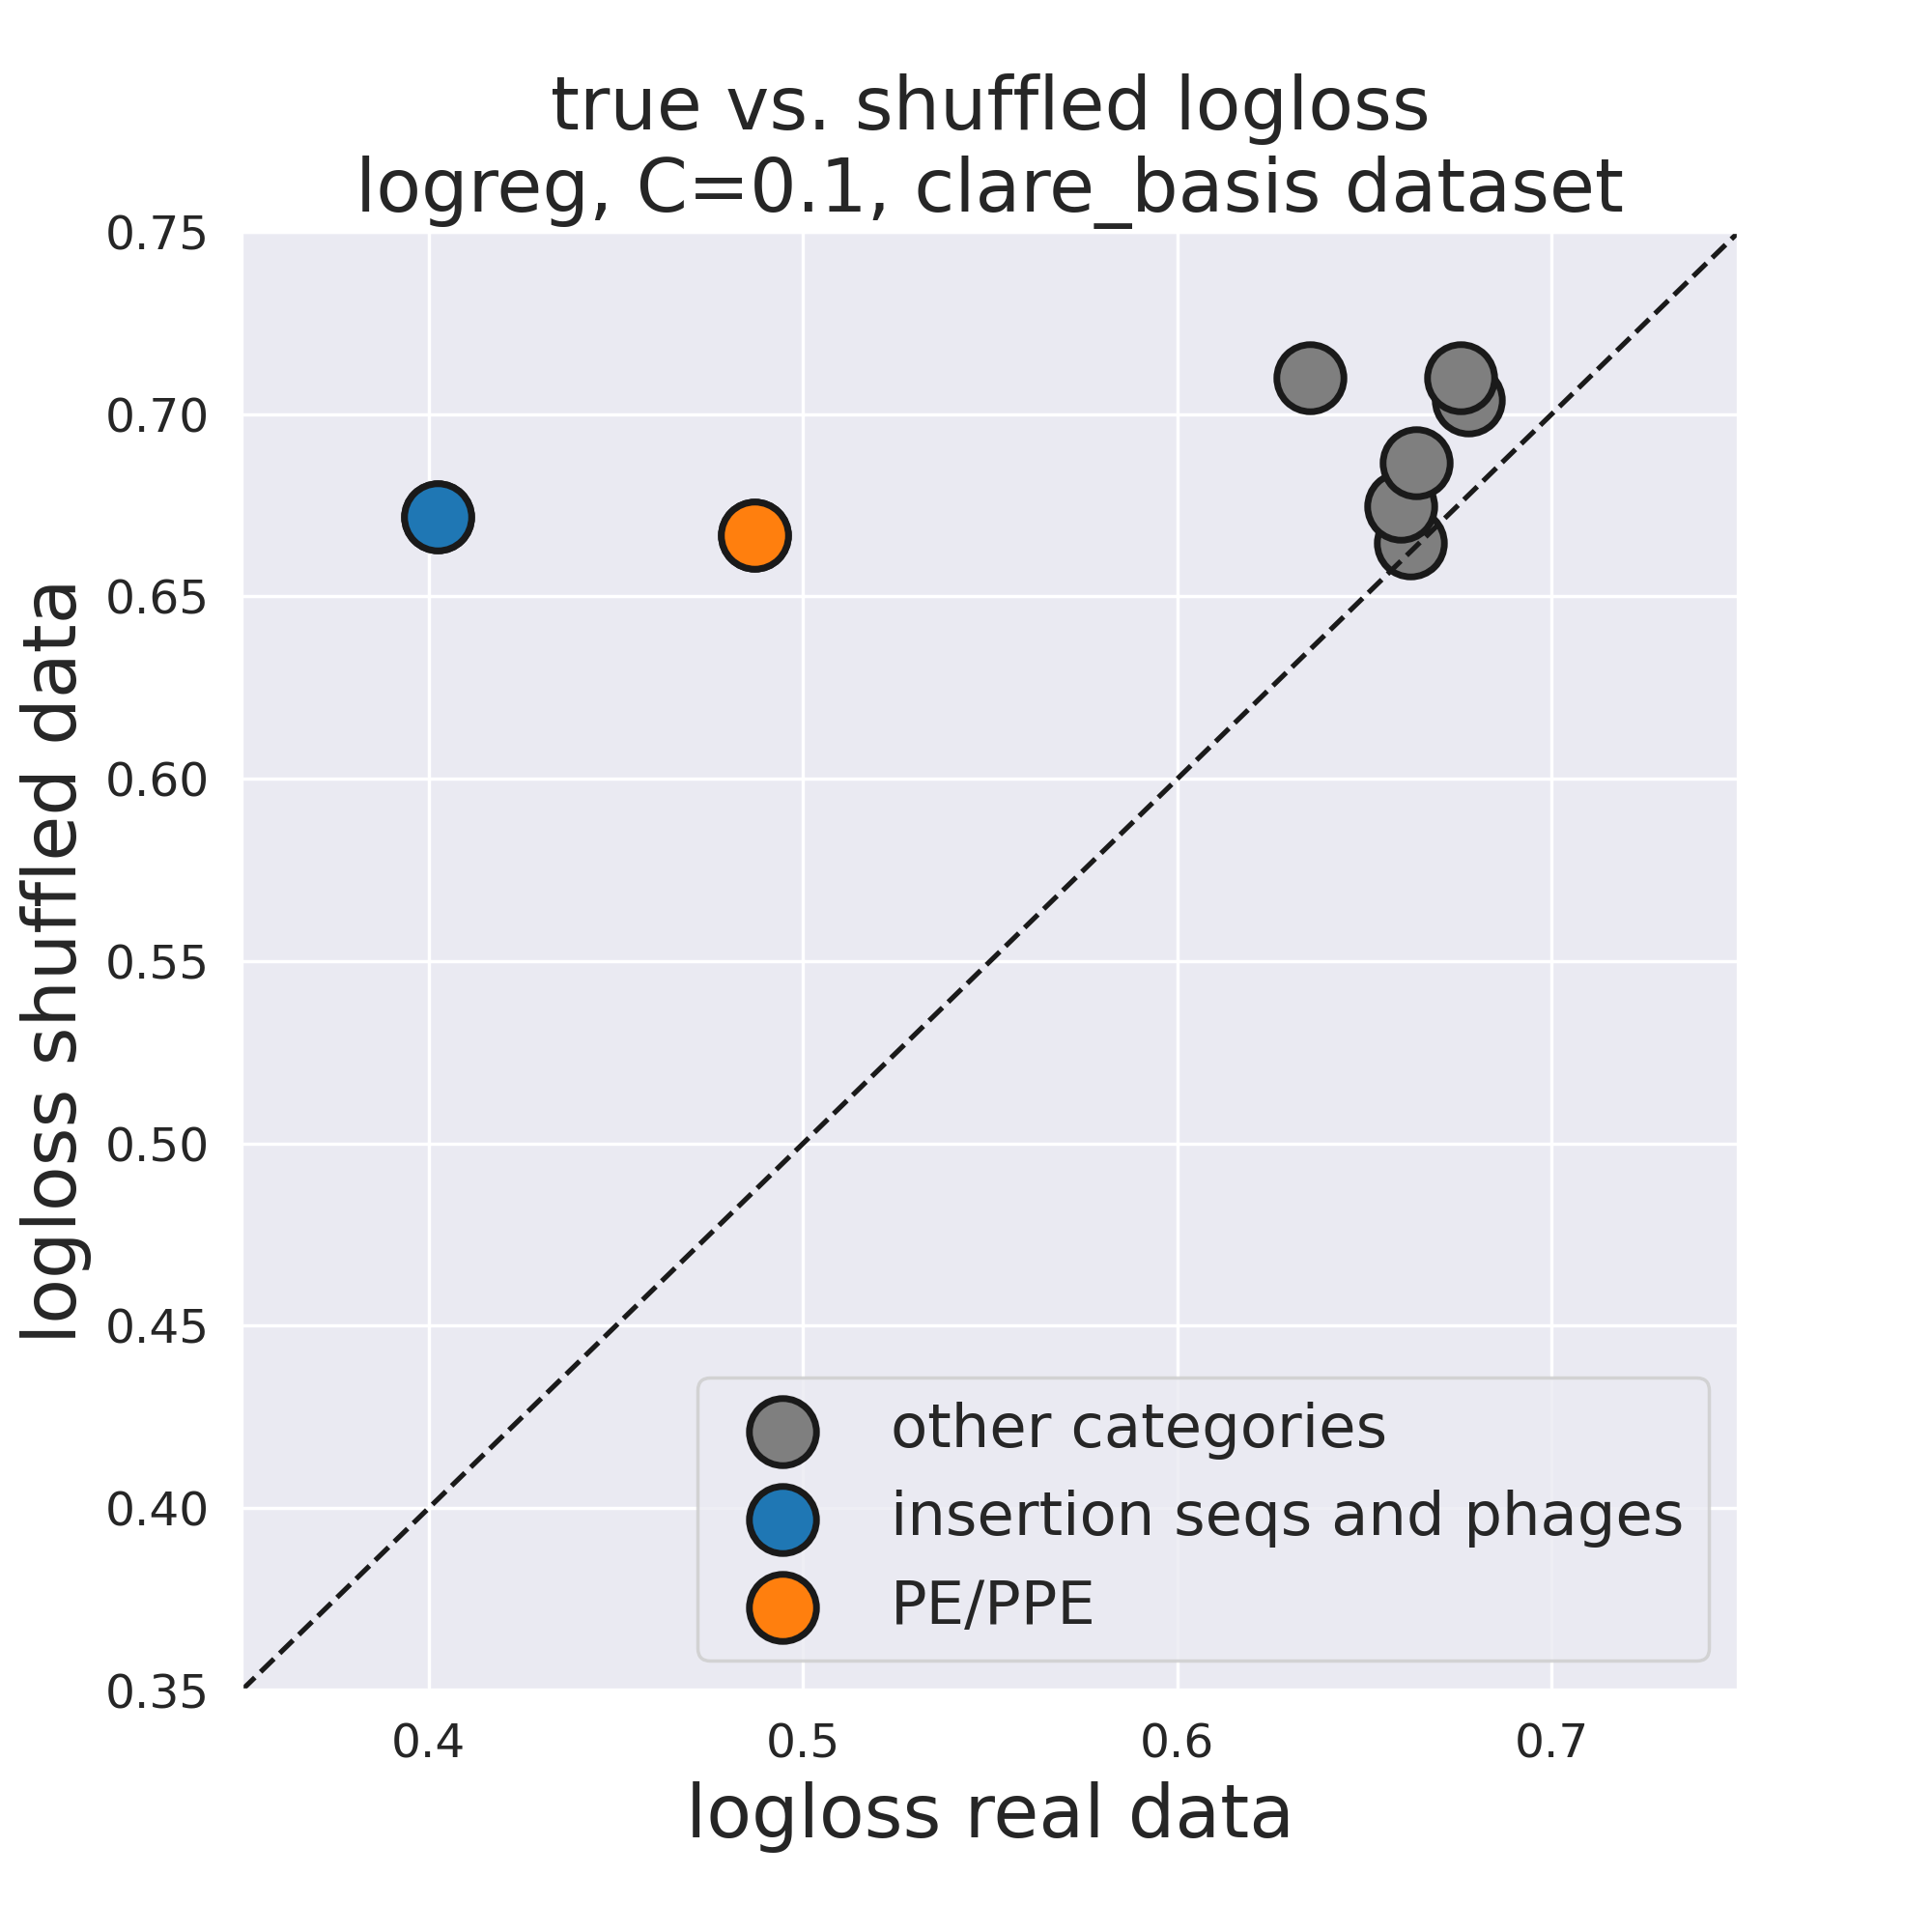 true vs. shuffled logloss
logreg, C=0.1, clare_basis dataset
0.75
0.70
0.65
0.60
0.55
0.50
0.45
0.40
0.35
logloss shuffled data
other categories
insertion seqs and phages
PE/PPE
0.4
0.5
0.6
0.7
logloss real data